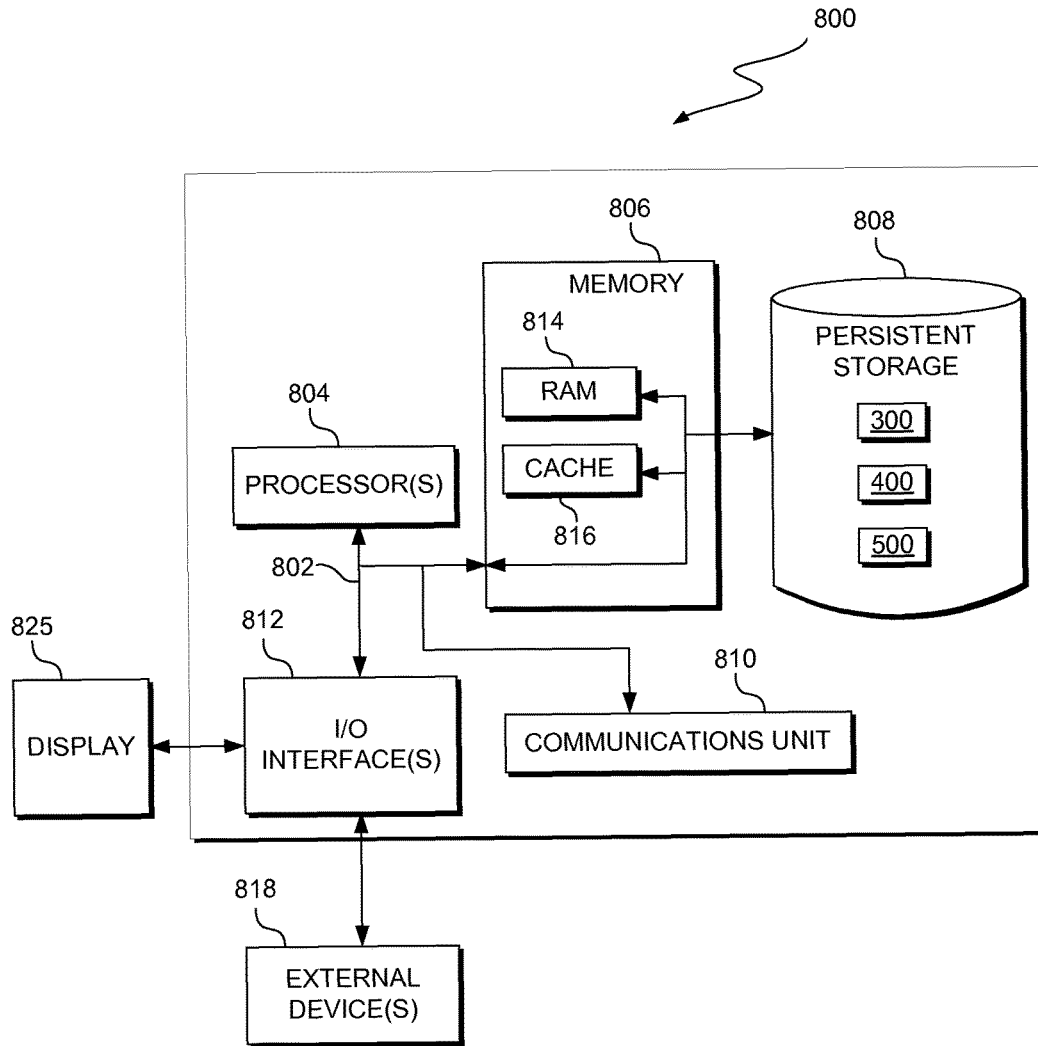 800
806
808
MEMORY
814
RAM
PERSISTENT
STORAGE
804
300
PROCESSOR(S)
CACHE
400
816
500
802
825
812
810
DISPLAY
I/O
INTERFACE(S)
COMMUNICATIONS UNIT
818
EXTERNAL
DEVICE(S)